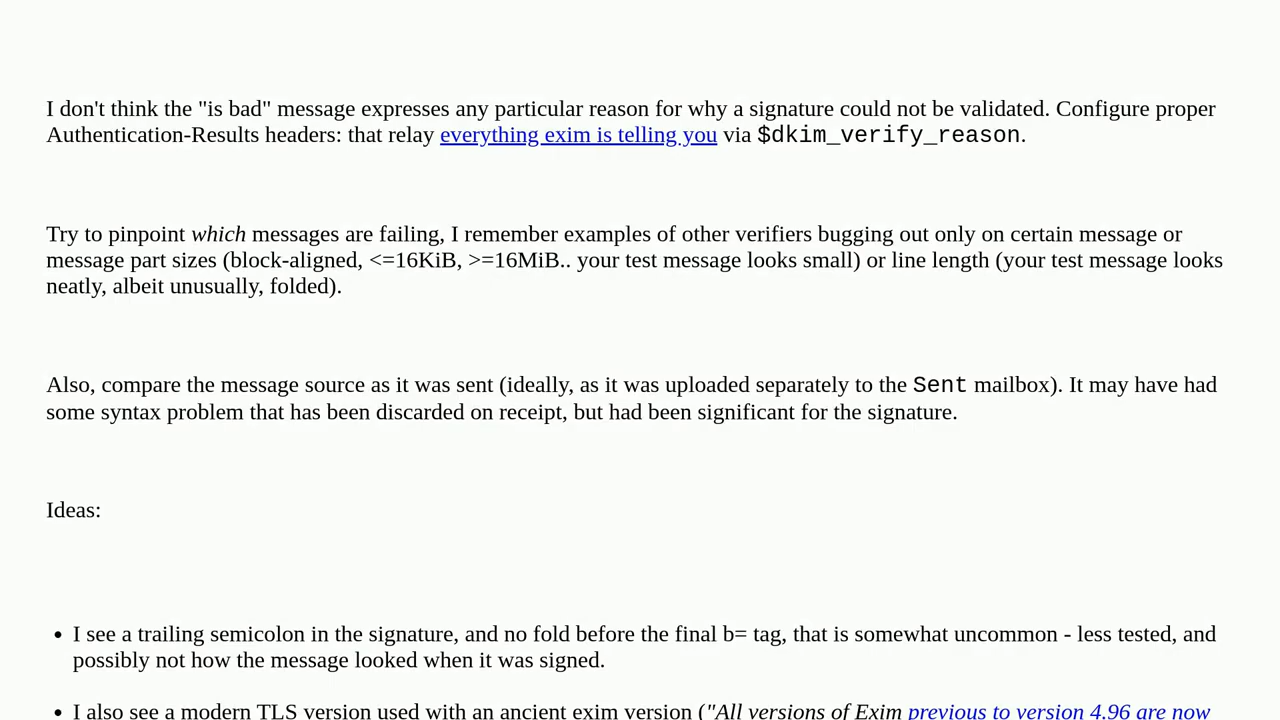 I don't think the "is bad" message expresses any particular reason for why a signature could not be validated. Configure proper
Authentication-Results headers: that relay everything exim is telling you via $dkim_verify_reason.
Try to pinpoint which messages are failing, I remember examples of other verifiers bugging out only on certain message or
message part sizes (block-aligned, <=16KiB, >=16MiB.. your test message looks small) or line length (your test message looks
neatly, albeit unusually, folded).
Also, compare the message source as it was sent (ideally, as it was uploaded separately to the Sent mailbox). It may have had
some syntax problem that has been discarded on receipt, but had been significant for the signature.
Ideas:
• I see a trailing semicolon in the signature, and no fold before the final b= tag, that is somewhat uncommon - less tested, and
possibly not how the message looked when it was signed.
• I also see a modern TLS version used with an ancient exim version ("All versions of Exim previous to version 4.96 are now